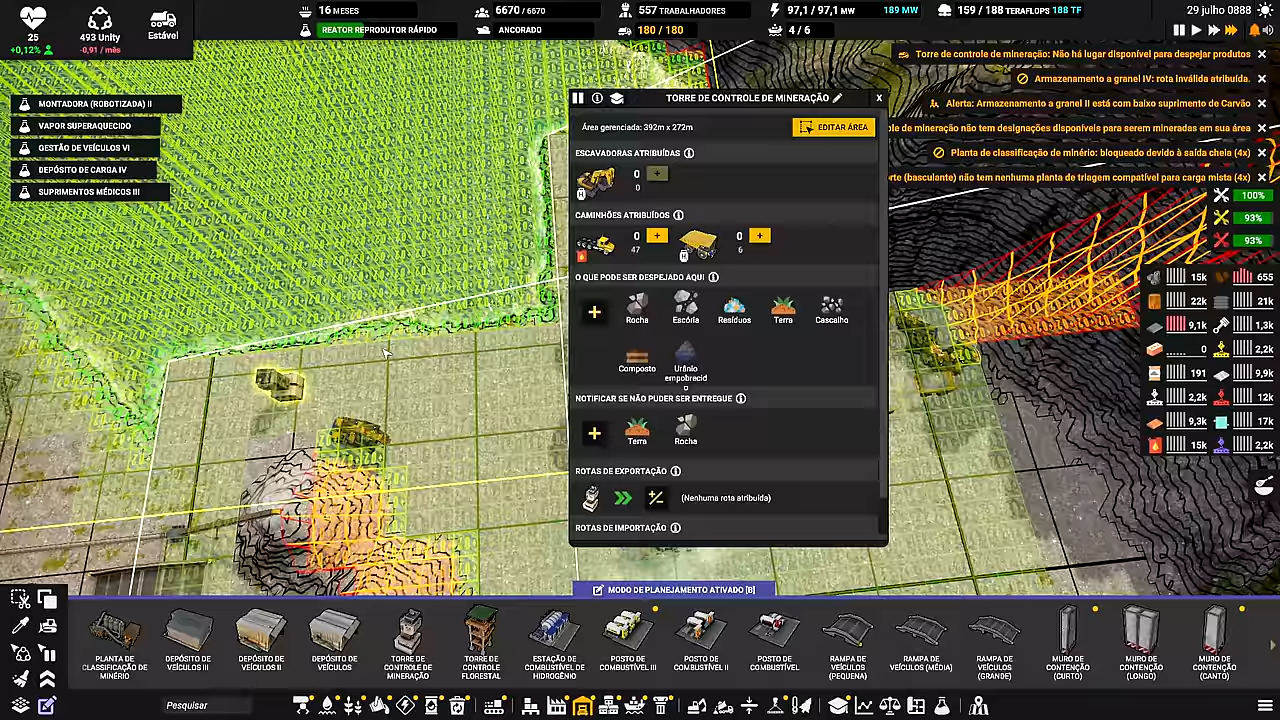 25
+0,12%
493 Unity
-0,91 / mês
Estável
16 MESES
6670 / 6670
557 TRABALHADORES
97,1 / 97,1 MW
189 MW
159 / 188 TERAFLOPS
188 TF
29 julho 0888
REATOR REPRODUTOR RÁPIDO
ANCORADO
180 / 180
4 / 6
MONTADORA (ROBOTIZADA) II
VAPOR SUPERAQUECIDO
GESTÃO DE VEÍCULOS VI
DEPÓSITO DE CARGA IV
SUPRIMENTOS MÉDICOS III
Torre de controle de mineração: Não há lugar disponível para despejar produtos
Armazenamento a granel IV: rota inválida atribuída.
Alerta: Armazenamento a granel II está com baixo suprimento de Carvão
ole de mineração não tem designações disponíveis para serem mineradas em sua área
Planta de classificação de minério: bloqueado devido à saída cheia (4x)
rte (basculante) não tem nenhuma planta de triagem compatível para carga mista (4x)
100%
93%
93%
15k
655
22k
21k
9,1k
1,3k
0
2,2k
191
9,9k
2,2k
12k
9,3k
17k
15k
2,2k
TORRE DE CONTROLE DE MINERAÇÃO
X
Área gerenciada: 392m x 272m
EDITAR ÁREA
ESCAVADORAS ATRIBUÍDAS
0
+
0
H
CAMINHÕES ATRIBUÍDOS
0
+
47
0
+
6
H
O QUE PODE SER DESPEJADO AQUI
+
Rocha
Escória
Resíduos
Terra
Cascalho
Composto
Urânio
empobrecid
o
NOTIFICAR SE NÃO PUDER SER ENTREGUE
+
Terra
Rocha
ROTAS DE EXPORTAÇÃO
(Nenhuma rota atribuída)
ROTAS DE IMPORTAÇÃO
MODO DE PLANEJAMENTO ATIVADO [B]
PLANTA DE
CLASSIFICAÇÃO DE
MINÉRIO
DEPÓSITO DE
VEÍCULOS III
DEPÓSITO DE
VEÍCULOS II
DEPÓSITO DE
VEÍCULOS
TORRE DE
CONTROLE DE
MINERAÇÃO
TORRE DE
CONTROLE
FLORESTAL
ESTAÇÃO DE
COMBUSTÍVEL DE
HIDROGÊNIO
POSTO DE
COMBUSTÍVEL III
POSTO DE
COMBUSTÍVEL II
POSTO DE
COMBUSTÍVEL
RAMPA DE
VEÍCULOS
(PEQUENA)
RAMPA DE
VEÍCULOS (MÉDIA)
RAMPA DE
VEÍCULOS
(GRANDE)
MURO DE
CONTENÇÃO
(CURTO)
MURO DE
CONTENÇÃO
(LONGO)
MURO DE
CONTENÇÃO
(CANTO)
Pesquisar